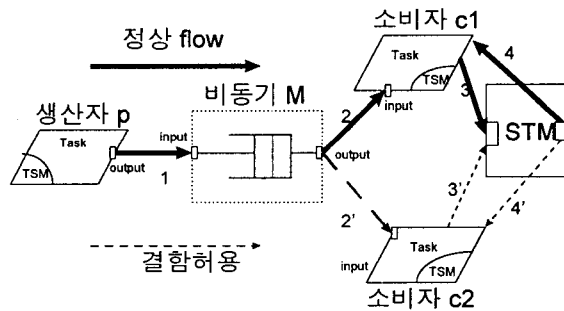 정상 flow
소비자 c1
Task
TSM
input
4
3
STM
비동기 M
2
생산자 p
Task
TSM
output
1
input
output
3'
4'
2'
결함허용
input
Task
TSM
소비자 c2